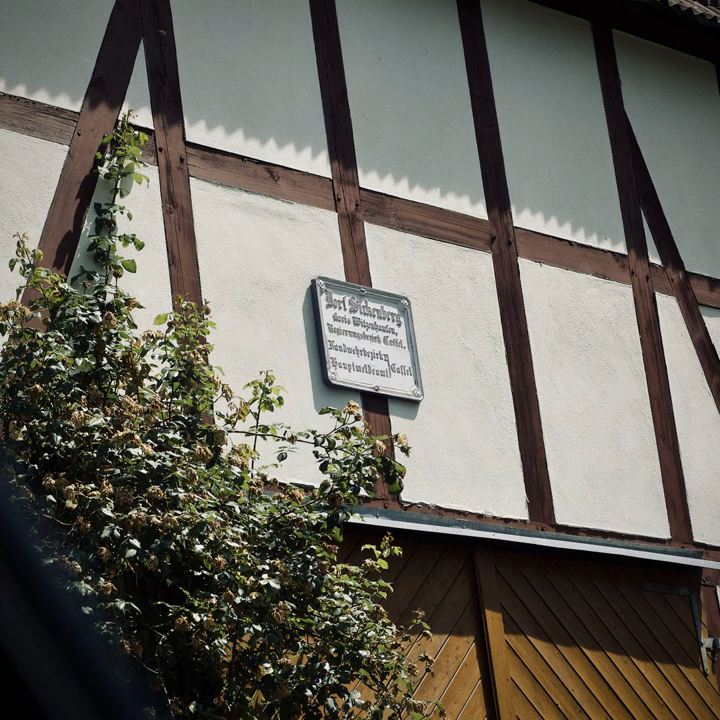 Dorf Sickenberg
Kreis Witzenhausen,
Regierungsbezirk Cassel.
Landwehrbezirk
Hauptmeldeamt Cassel